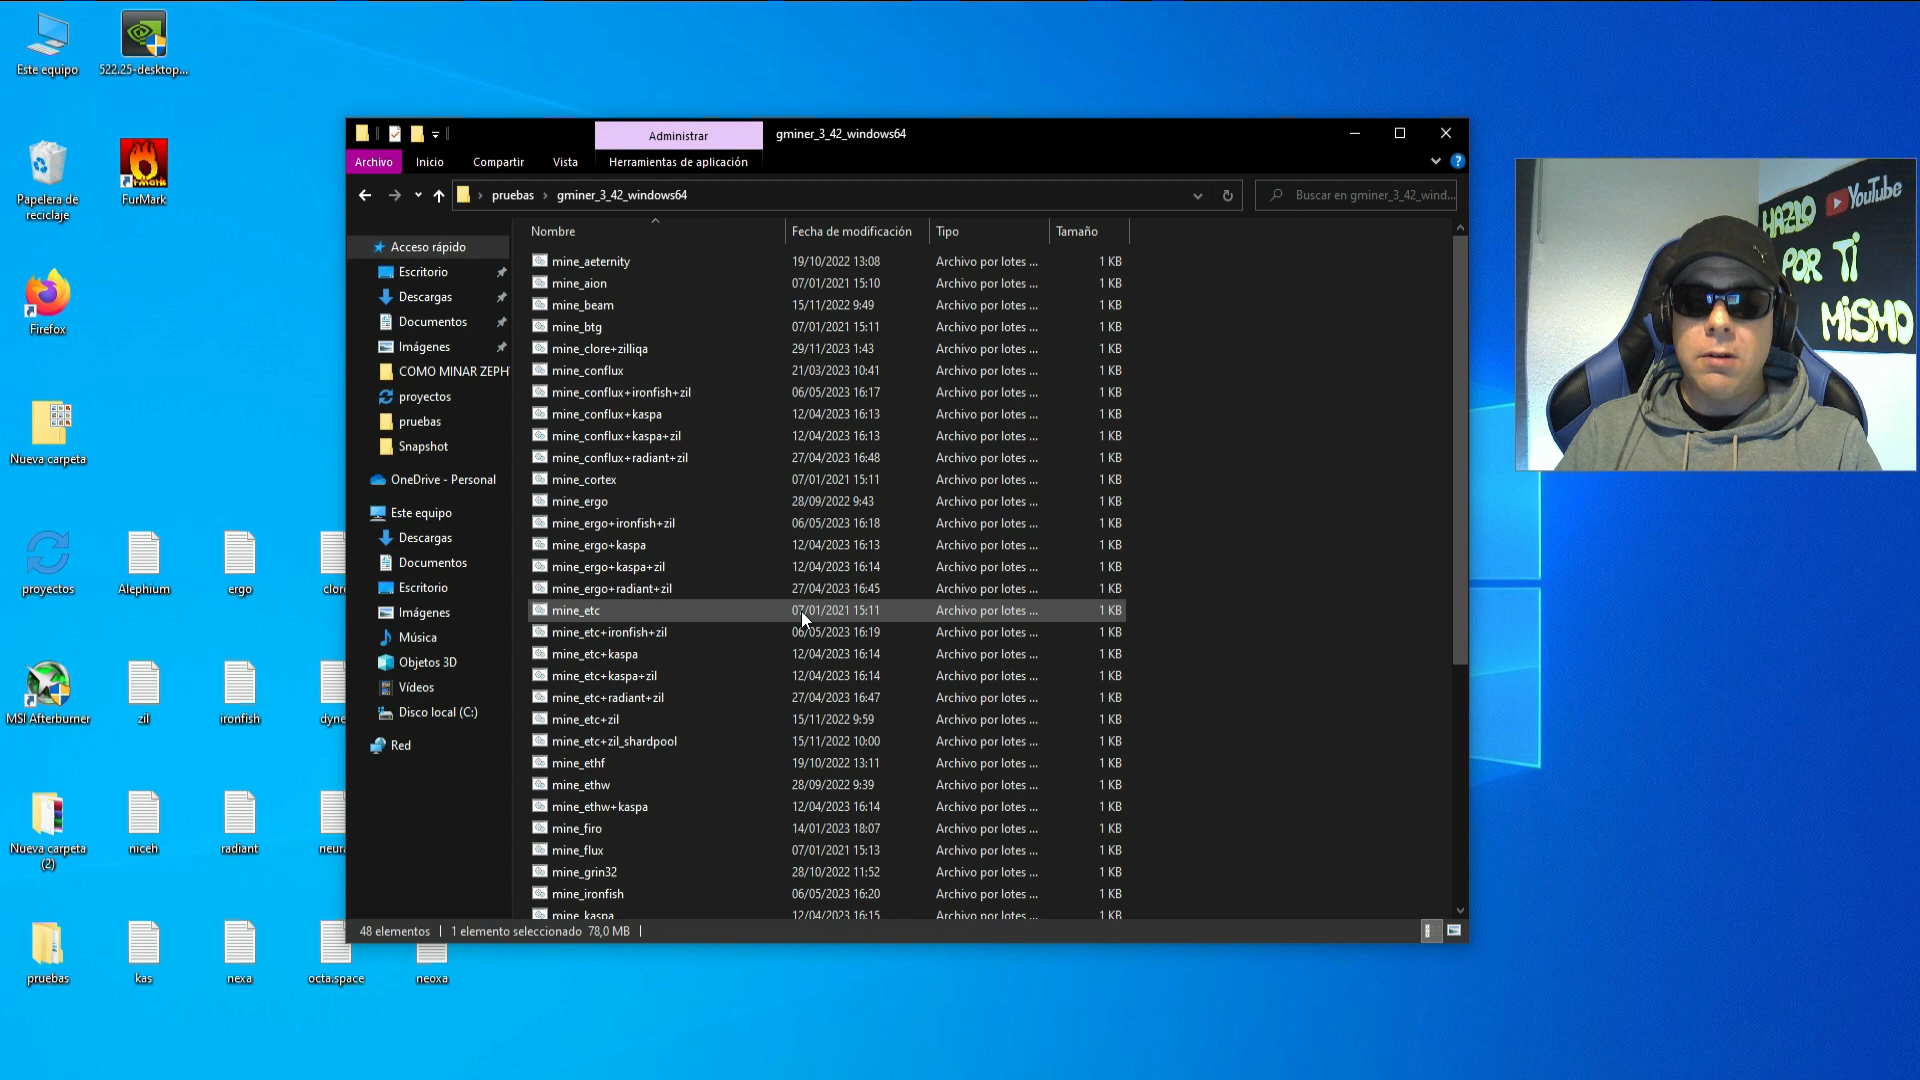 Este equipo
522.25-desktop...
Papelera de
reciclaje
FurMark
Firefox
Nueva carpeta
proyectos
Alephium
ergo
clore
MSI Afterburner
zil
ironfish
dyne
Nueva carpeta
(2)
niceh
radiant
neur
pruebas
kas
nexa
octa.space
neoxa
Administrar
gminer_3_42_windows64
Archivo
Inicio
Compartir
Vista
Herramientas de aplicación
pruebas
gminer_3_42_windows64
Buscar en gminer_3_42_wind...
Acceso rápido
Escritorio
Descargas
Documentos
Imágenes
COMO MINAR ZEPH
proyectos
pruebas
Snapshot
OneDrive - Personal
Este equipo
Descargas
Documentos
Escritorio
Imágenes
Música
Objetos 3D
Vídeos
Disco local (C:)
Red
Nombre Fecha de modificación Tipo Tamaño
mine_aeternity 19/10/2022 13:08 Archivo por lotes ... 1 KB
mine_aion 07/01/2021 15:10 Archivo por lotes ... 1 KB
mine_beam 15/11/2022 9:49 Archivo por lotes ... 1 KB
mine_btg 07/01/2021 15:11 Archivo por lotes ... 1 KB
mine_clore+zilliqa 29/11/2023 1:43 Archivo por lotes ... 1 KB
mine_conflux 21/03/2023 10:41 Archivo por lotes ... 1 KB
mine_conflux+ironfish+zil 06/05/2023 16:17 Archivo por lotes ... 1 KB
mine_conflux+kaspa 12/04/2023 16:13 Archivo por lotes ... 1 KB
mine_conflux+kaspa+zil 12/04/2023 16:13 Archivo por lotes ... 1 KB
mine_conflux+radiant+zil 27/04/2023 16:48 Archivo por lotes ... 1 KB
mine_cortex 07/01/2021 15:11 Archivo por lotes ... 1 KB
mine_ergo 28/09/2022 9:43 Archivo por lotes ... 1 KB
mine_ergo+ironfish+zil 06/05/2023 16:18 Archivo por lotes ... 1 KB
mine_ergo+kaspa 12/04/2023 16:13 Archivo por lotes ... 1 KB
mine_ergo+kaspa+zil 12/04/2023 16:14 Archivo por lotes ... 1 KB
mine_ergo+radiant+zil 27/04/2023 16:45 Archivo por lotes ... 1 KB
mine_etc 07/01/2021 15:11 Archivo por lotes ... 1 KB
mine_etc+ironfish+zil 06/05/2023 16:19 Archivo por lotes ... 1 KB
mine_etc+kaspa 12/04/2023 16:14 Archivo por lotes ... 1 KB
mine_etc+kaspa+zil 12/04/2023 16:14 Archivo por lotes ... 1 KB
mine_etc+radiant+zil 27/04/2023 16:47 Archivo por lotes ... 1 KB
mine_etc+zil 15/11/2022 9:59 Archivo por lotes ... 1 KB
mine_etc+zil_shardpool 15/11/2022 10:00 Archivo por lotes ... 1 KB
mine_ethf 19/10/2022 13:11 Archivo por lotes ... 1 KB
mine_ethw 28/09/2022 9:39 Archivo por lotes ... 1 KB
mine_ethw+kaspa 12/04/2023 16:14 Archivo por lotes ... 1 KB
mine_firo 14/01/2023 18:07 Archivo por lotes ... 1 KB
mine_flux 07/01/2021 15:13 Archivo por lotes ... 1 KB
mine_grin32 28/10/2022 11:52 Archivo por lotes ... 1 KB
mine_ironfish 06/05/2023 16:20 Archivo por lotes ... 1 KB
mine_kaspa 12/04/2023 16:15 Archivo por lotes ... 1 KB
48 elementos 1 elemento seleccionado 78,0 MB
YouTube
HAZLO
POR TI
MiSMO